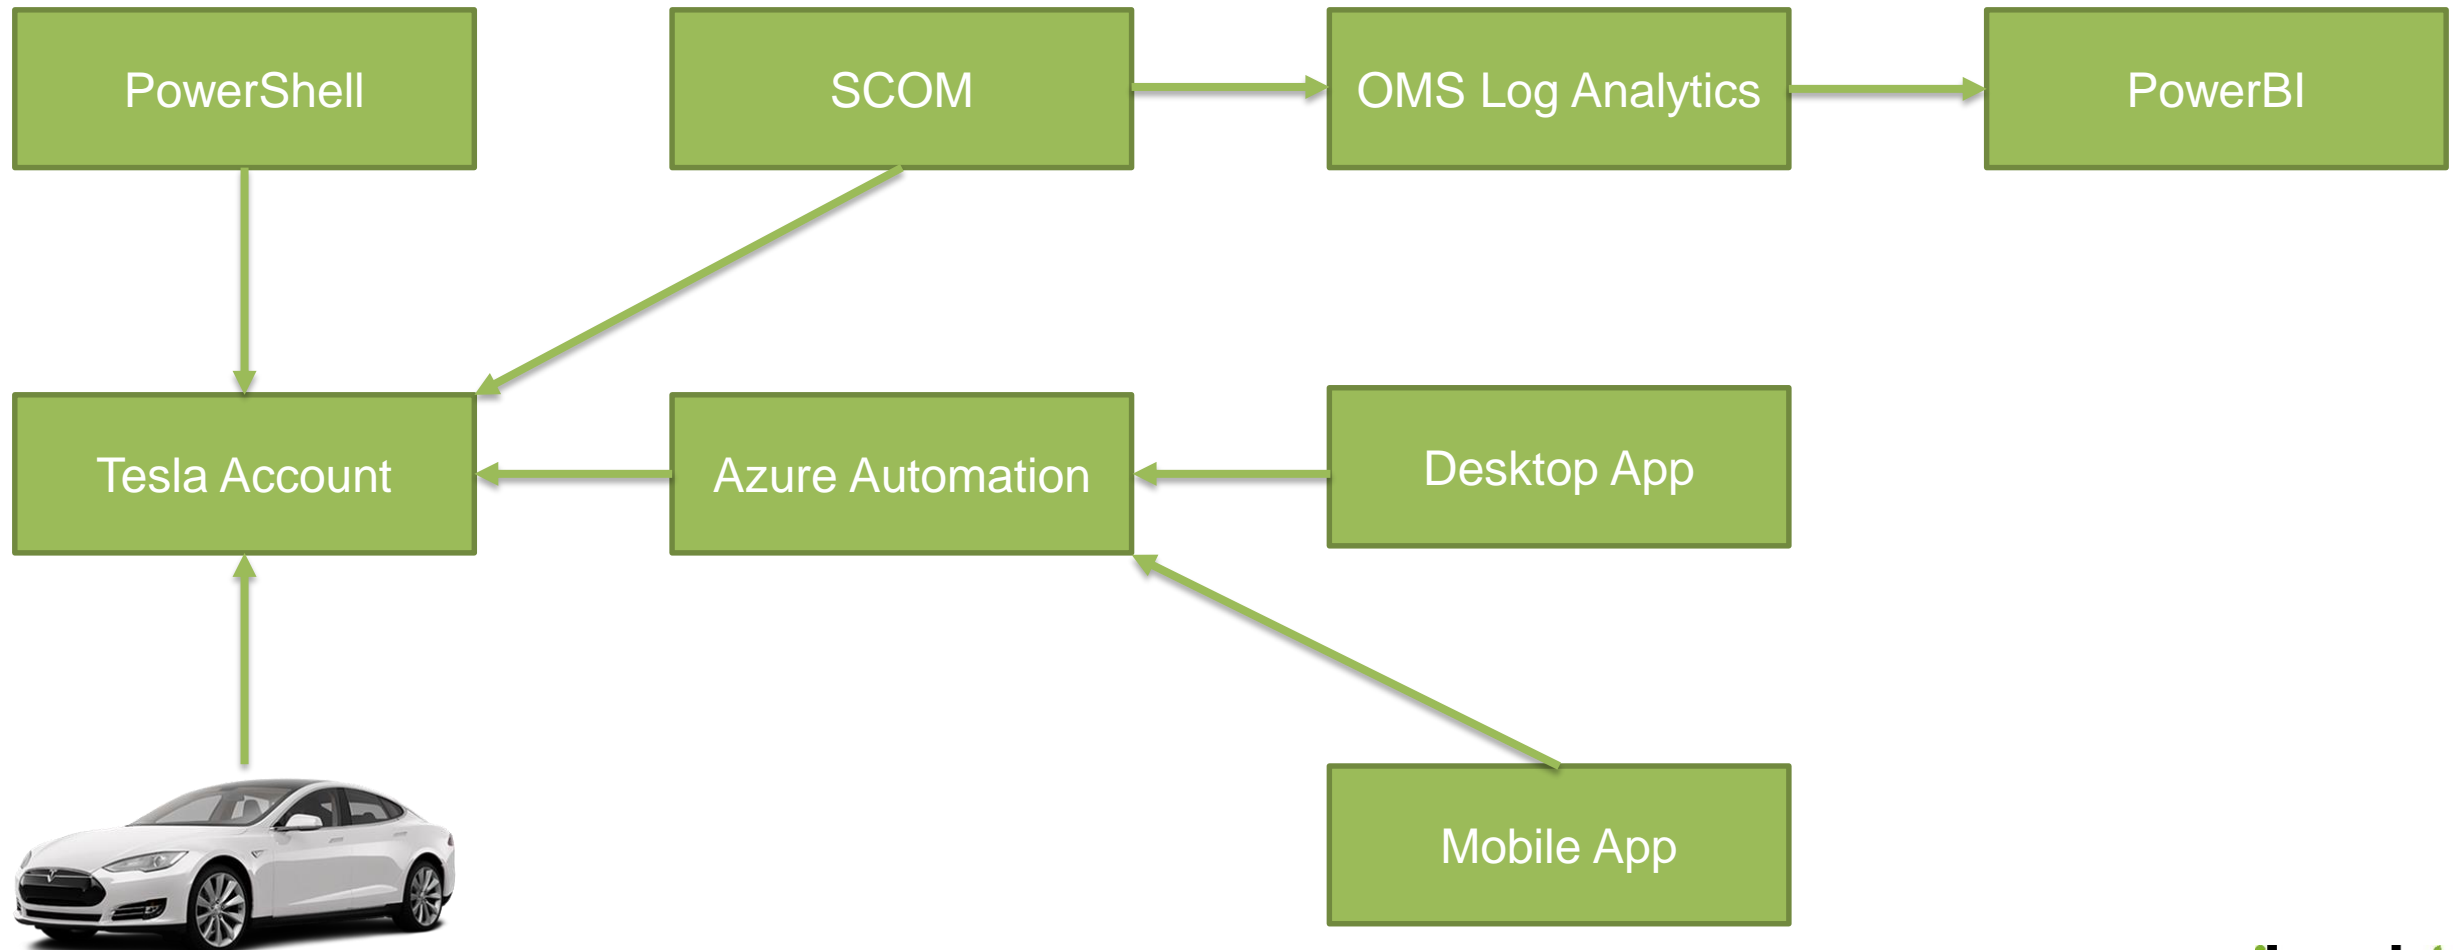 PowerShell
SCOM
OMS Log Analytics
PowerBI
Tesla Account
Azure Automation
Desktop App
Mobile App